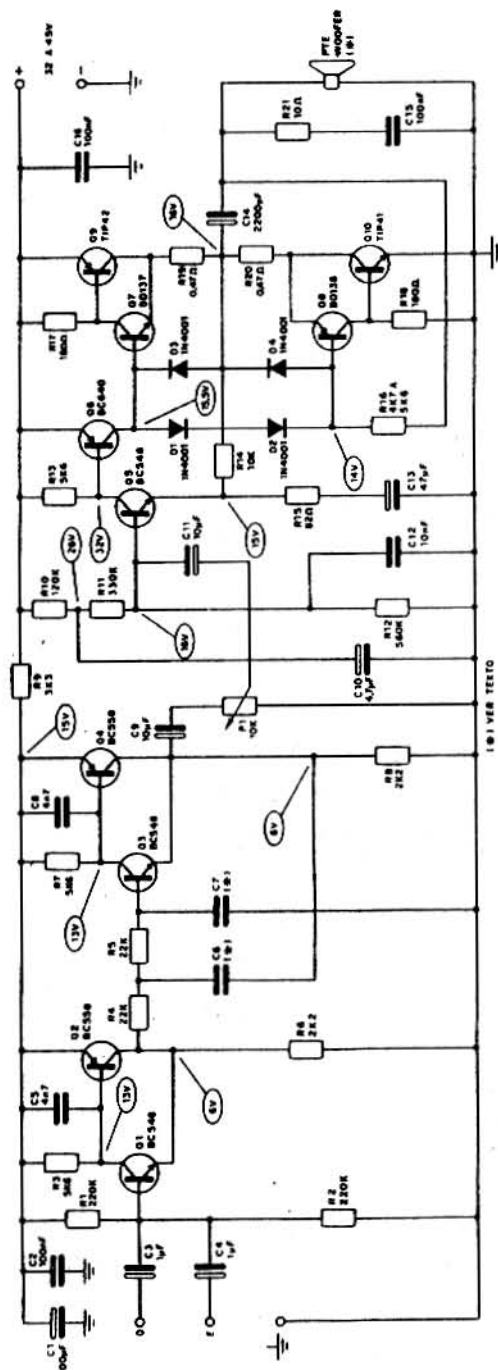 C1
00µF
C2
100nF
R3
5K6
R1
220K
C3
1µF
D
C4
1µF
E
R2
220K
Q1
BC548
C5
4n7
Q2
BC558
13V
6V
R4
22K
R5
22K
R6
2K2
C6
(⊕)
C7
(⊕)
R7
5K6
C8
4n7
13V
Q3
BC548
Q4
BC558
15V
6V
R8
2K2
C9
10µF
P1
10K
R9
3K3
C10
4,7µF
R10
120K
26V
R11
330K
16V
R12
560K
C11
10µF
R13
5K6
32V
Q5
BC548
Q6
BC640
15V
R14
10K
R15
82Ω
C12
10nF
C13
47µF
15,5V
D1
1N4001
D2
1N4001
14V
D3
1N4001
D4
1N4001
R16
4K7 A
5K6
R17
180Ω
Q7
BD137
Q8
BD138
Q9
TIP42
R19
0,47Ω
16V
R20
0,47Ω
Q10
TIP41
R18
180Ω
C14
2200µF
C16
100nF
R21
10Ω
C15
100nF
+
32 A 45V
-
FTE
WOOFER
(⊕)
(⊕) VER TEXTO